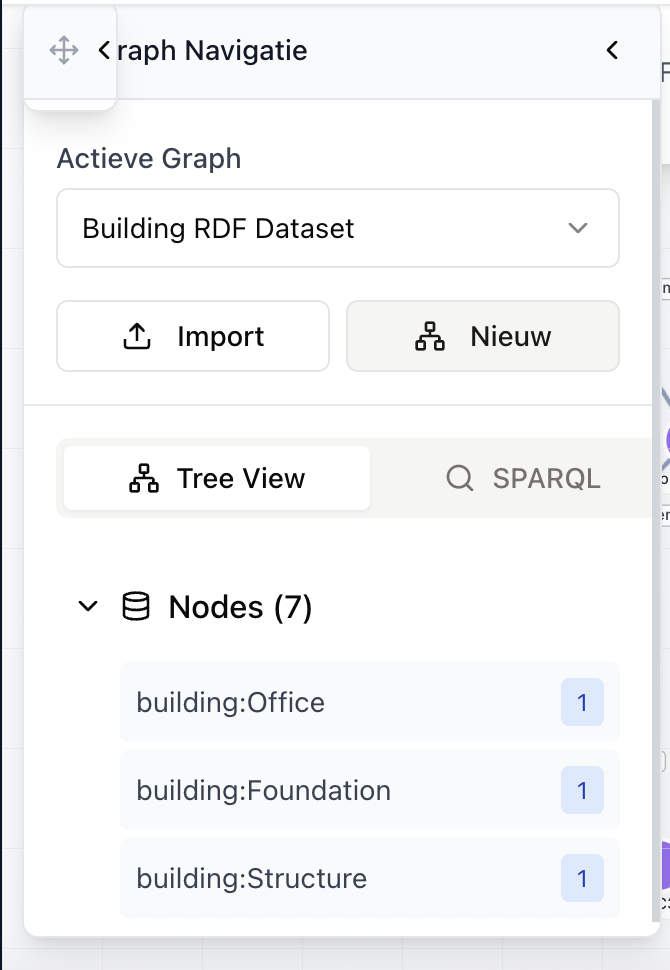 raph Navigatie
Actieve Graph
Building RDF Dataset
Import
Nieuw
Tree View
SPARQL
Nodes (7)
building:Office 1
building:Foundation 1
building:Structure 1